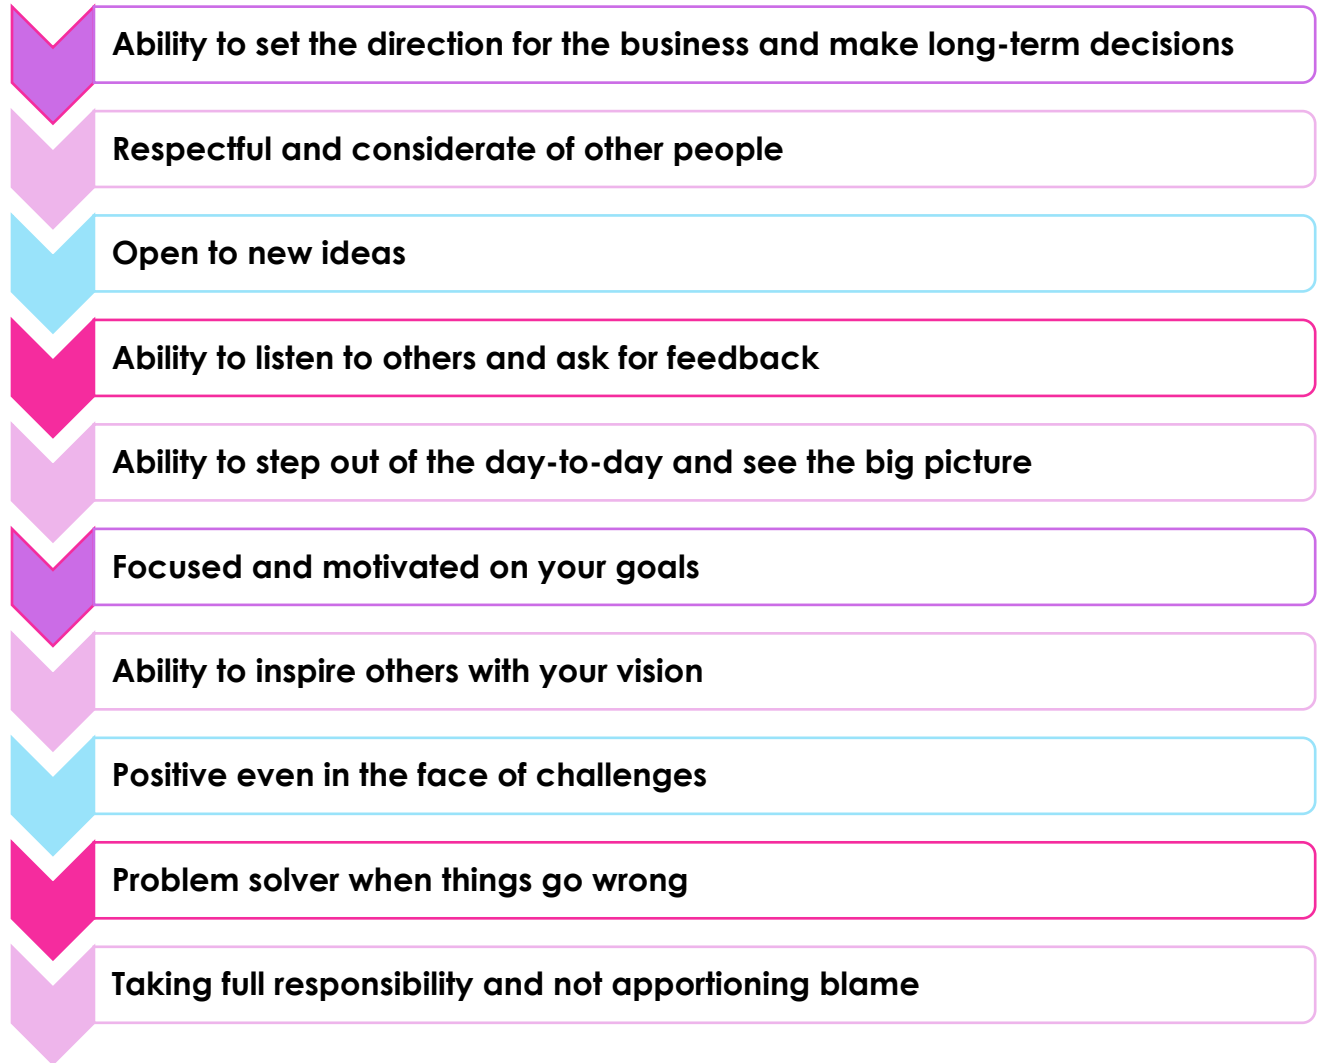 Ability to set the direction for the business and make long-term decisions
Respectful and considerate of other people
Open to new ideas
Ability to listen to others and ask for feedback
Ability to step out of the day-to-day and see the big picture
Focused and motivated on your goals
Ability to inspire others with your vision
Positive even in the face of challenges
Problem solver when things go wrong
Taking full responsibility and not apportioning blame